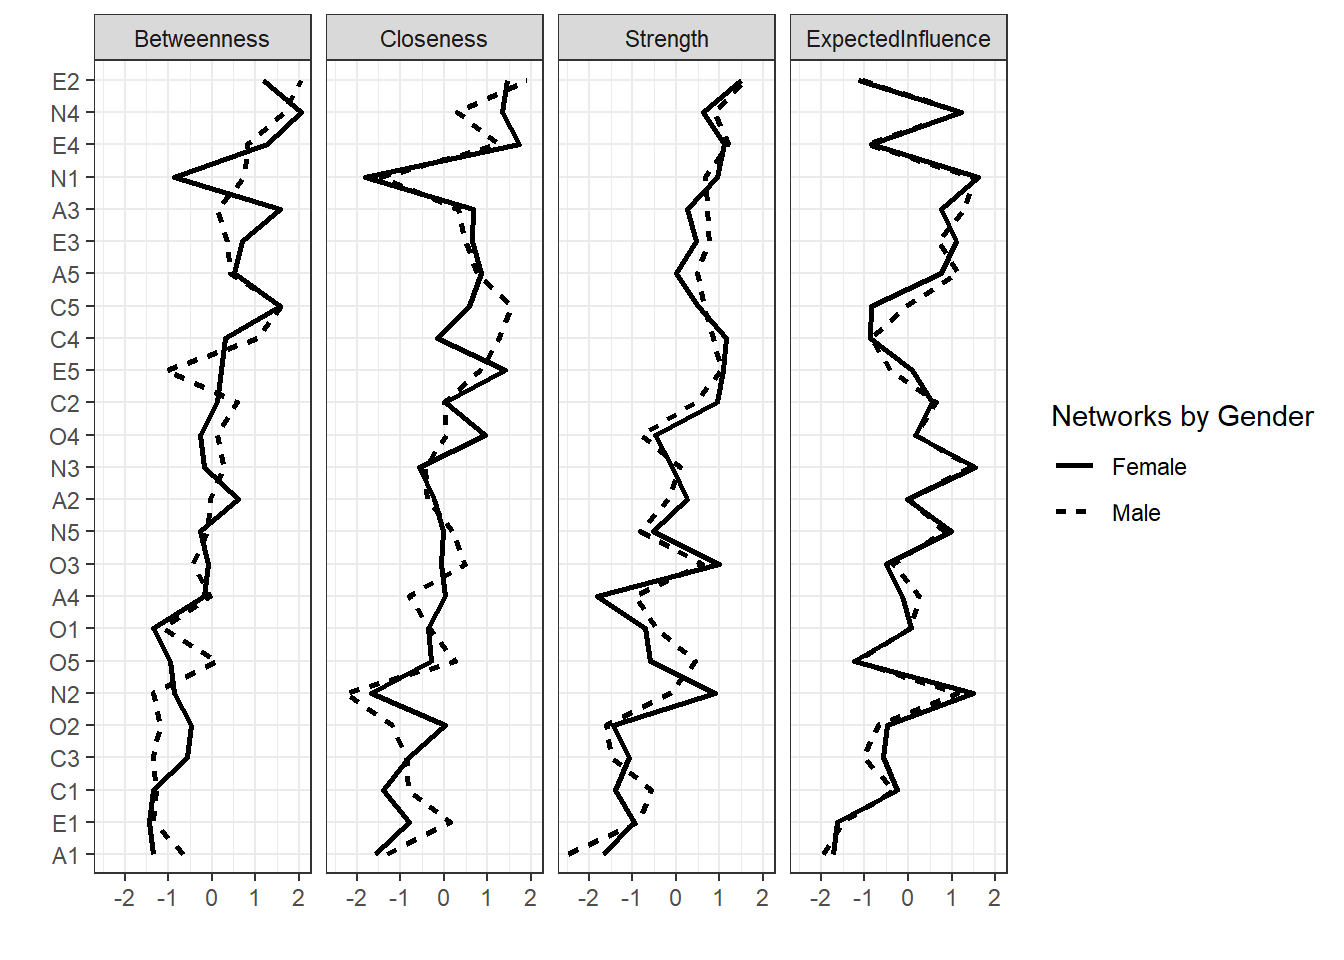 Betweenness Closeness Strength ExpectedInfluence
E2
N4
E4
N1
A3
E3
A5
C5
C4
E5
C2
O4
N3
A2
N5
O3
A4
O1
O5
N2
O2
C3
C1
E1
A1
-2 -1 0 1 2 -2 -1 0 1 2 -2 -1 0 1 2 -2 -1 0 1 2
Networks by Gender
Female
Male